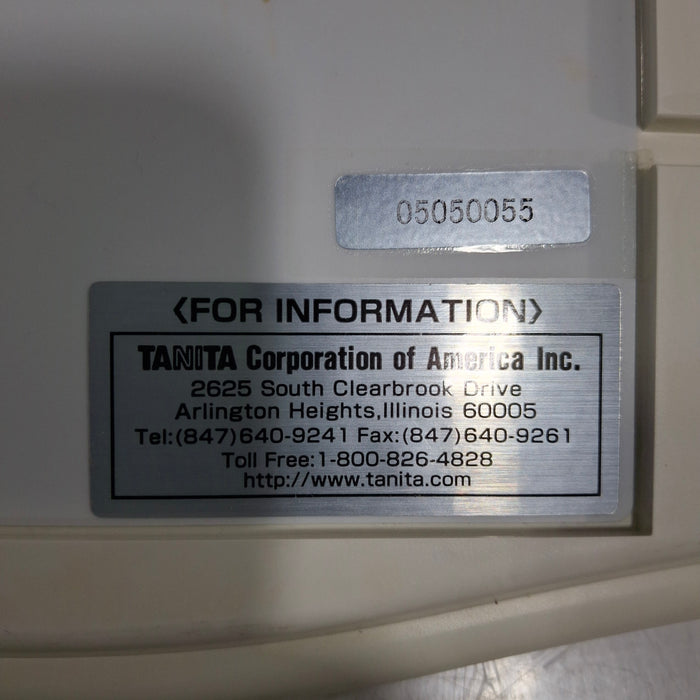 05050055
〈FOR INFORMATION〉
TANITA Corporation of America Inc.
2625 South Clearbrook Drive
Arlington Heights,Illinois 60005
Tel:(847)640-9241 Fax:(847)640-9261
Toll Free:1-800-826-4828
http://www.tanita.com